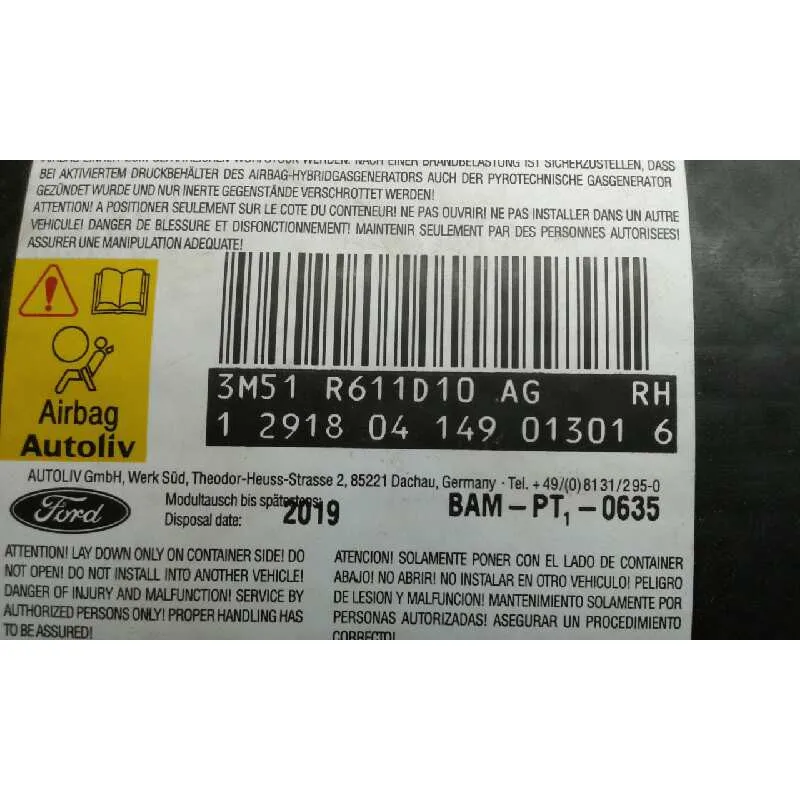 BEI AKTIVIERTEM DRUCKBEHÄLTER DES AIRBAG-HYBRIDGASGENERATORS AUCH DER PYROTECHNISCHE GASGENERATOR
GEZÜNDET WURDE UND NUR INERTE GEGENSTÄNDE VERSCHROTTET WERDEN!
ATTENTION! A POSITIONER SEULEMENT SUR LE COTE DU CONTENEUR! NE PAS OUVRIR! NE PAS INSTALLER DANS UN AUTRE
VEHICULE! DANGER DE BLESSURE ET DISFONCTIONNEMENT! MAINTENIR SEULEMENT PAR DES PERSONNES AUTORISEES!
ASSURER UNE MANIPULATION ADEQUATE!
3M51 R611D10 AG RH
1 2918 04 149 01301 6
Airbag
Autoliv
AUTOLIV GmbH, Werk Süd, Theodor-Heuss-Strasse 2, 85221 Dachau, Germany · Tel. +49/(0)8131/295-0
Ford
Modultausch bis spätestens:
Disposal date: 2019 BAM-PT1-0635
ATTENTION! LAY DOWN ONLY ON CONTAINER SIDE! DO
NOT OPEN! DO NOT INSTALL INTO ANOTHER VEHICLE!
DANGER OF INJURY AND MALFUNCTION! SERVICE BY
AUTHORIZED PERSONS ONLY! PROPER HANDLING HAS
TO BE ASSURED!
ATENCION! SOLAMENTE PONER CON EL LADO DE CONTAINER
ABAJO! NO ABRIR! NO INSTALAR EN OTRO VEHICULO! PELIGRO
DE LESION Y MALFUNCION! MANTENIMIENTO SOLAMENTE POR
PERSONAS AUTORIZADAS! ASEGURAR UN PROCEDIMIENTO
CORRECTO!